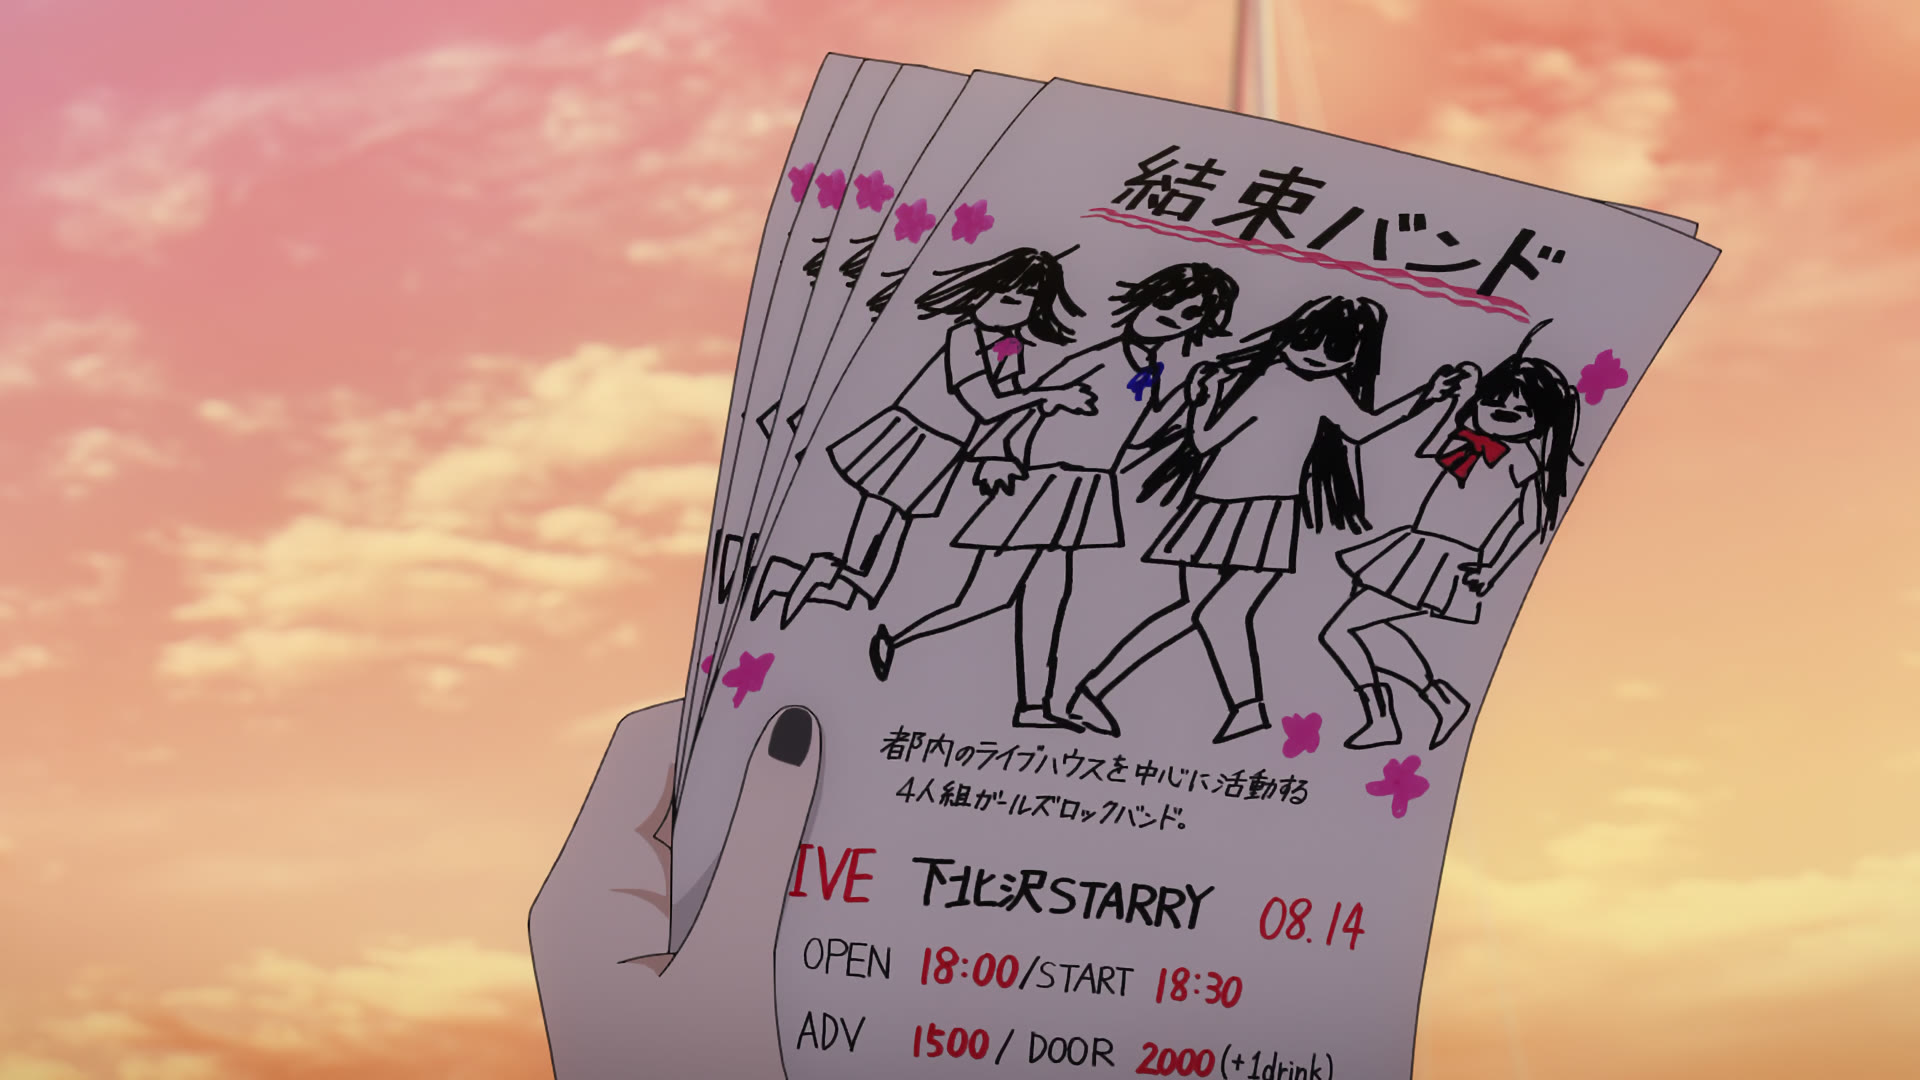 結束バンド
都内のライブハウスを中心に活動する
4人組ガールズロックバンド。
IVE 下北沢STARRY 08.14
OPEN 18:00/START 18:30
ADV 1500/DOOR 2000(+1drink)